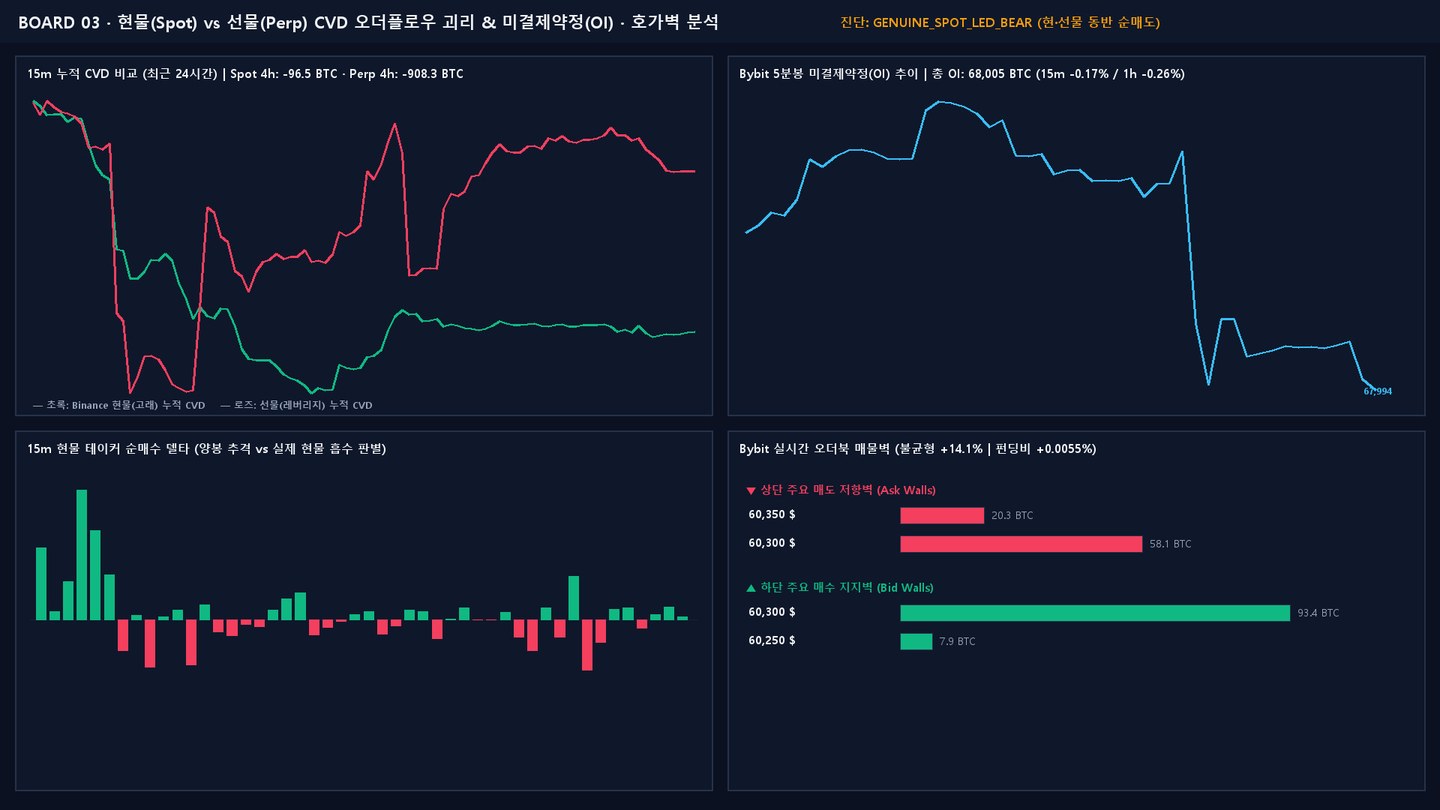 BOARD 03 · 현물(Spot) vs 선물(Perp) CVD 오더플로우 괴리 & 미결제약정(OI) · 호가벽 분석
진단: GENUINE_SPOT_LED_BEAR (현·선물 동반 순매도)
15m 누적 CVD 비교 (최근 24시간) | Spot 4h: -96.5 BTC · Perp 4h: -908.3 BTC
— 초록: Binance 현물(고래) 누적 CVD — 로즈: 선물(레버리지) 누적 CVD
Bybit 5분봉 미결제약정(OI) 추이 | 총 OI: 68,005 BTC (15m -0.17% / 1h -0.26%)
67,994
15m 현물 테이커 순매수 델타 (양봉 추격 vs 실제 현물 흡수 판별)
Bybit 실시간 오더북 매물벽 (불균형 +14.1% | 펀딩비 +0.0055%)
▼ 상단 주요 매도 저항벽 (Ask Walls)
60,350 $ 20.3 BTC
60,300 $ 58.1 BTC
▲ 하단 주요 매수 지지벽 (Bid Walls)
60,300 $ 93.4 BTC
60,250 $ 7.9 BTC